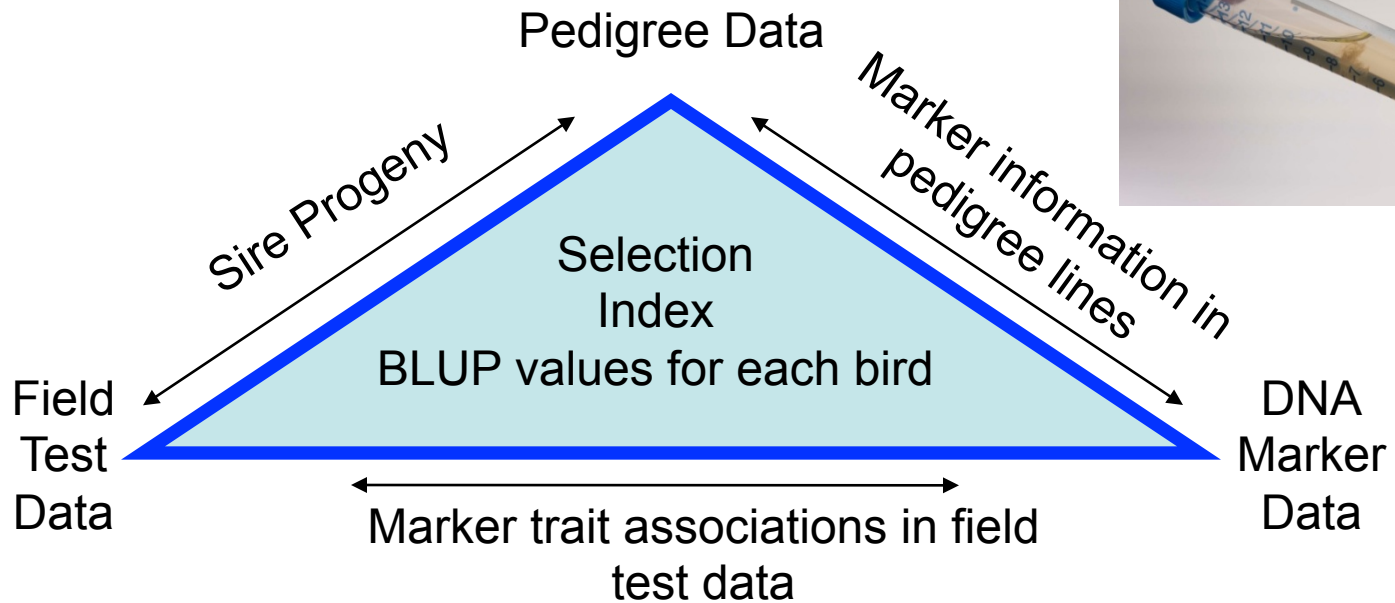 Pedigree Data
Sire Progeny
Marker information in
pedigree lines
Selection
Index
BLUP values for each bird
Field
Test
Data
DNA
Marker
Data
Marker trait associations in field
test data